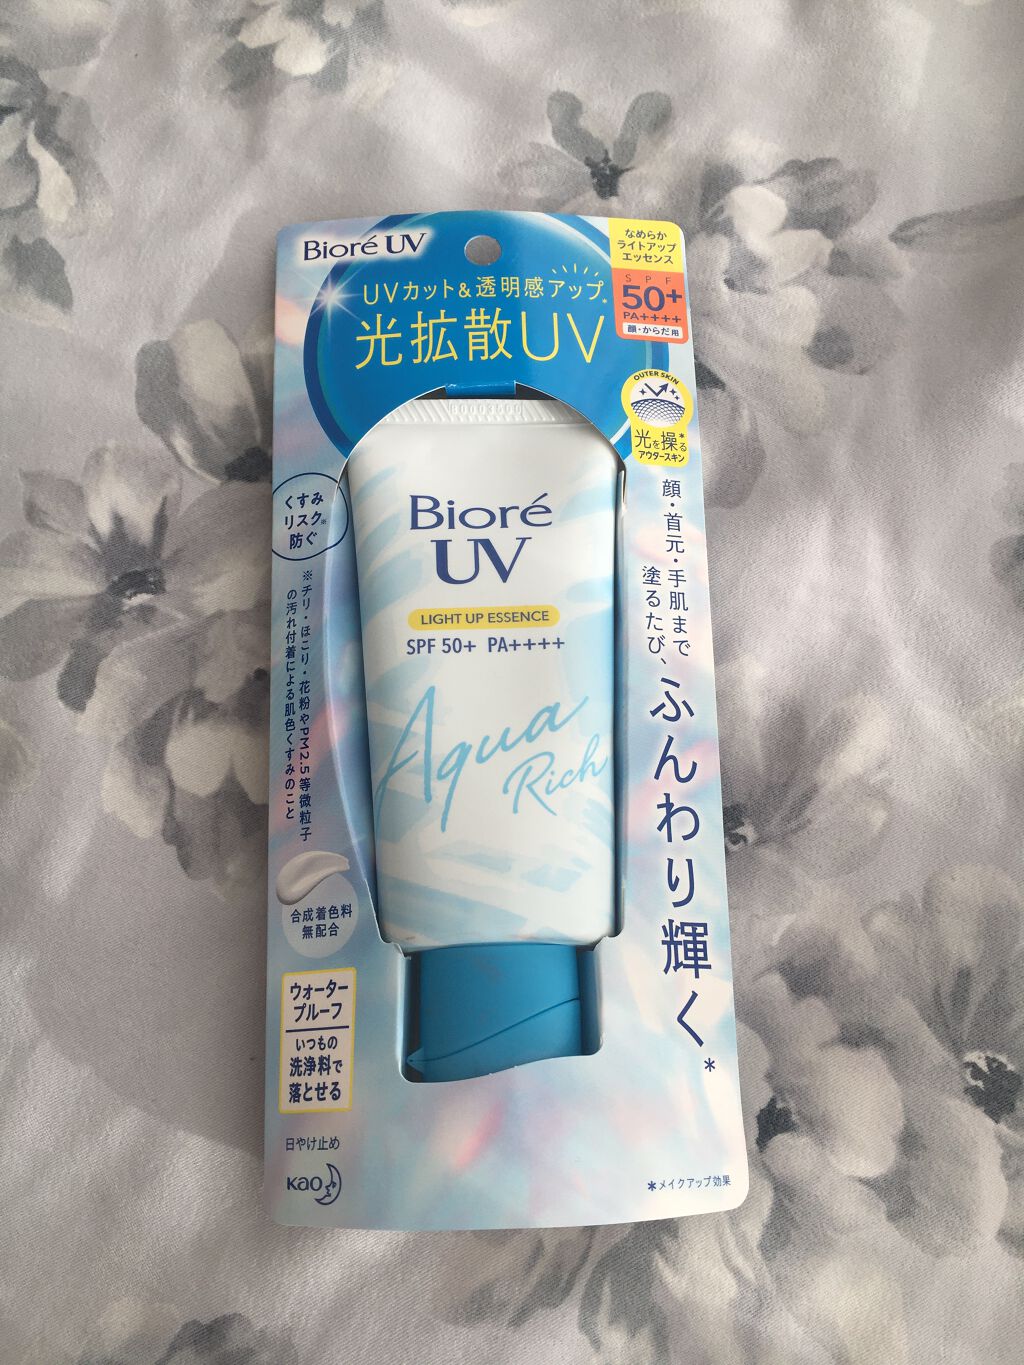 Bioré UV
なめらか
ライトアップ
エッセンス
SPF
50+
PA++++
顔・からだ用
UVカット&透明感アップ*
光拡散UV
OUTER SKIN
光を操る*
アウタースキン
くすみ
リスク※
防ぐ
※チリ・ほこり・花粉やPM2.5等微粒子
の汚れ付着による肌色くすみのこと
Bioré
UV
LIGHT UP ESSENCE
SPF 50+ PA++++
Aqua
Rich
顔・首元・手肌まで
塗るたび、
ふんわり輝く*
合成着色料
無配合
ウォーター
プルーフ
いつもの
洗浄料で
落とせる
日やけ止め
Kao
*メイクアップ効果